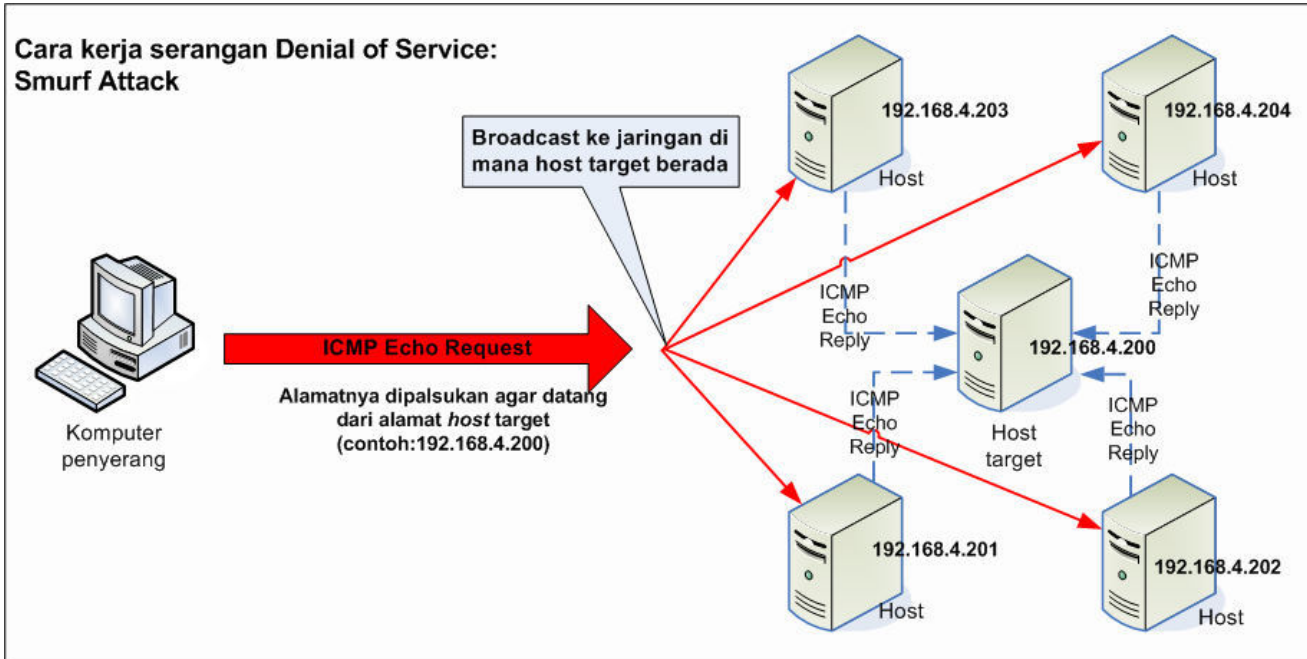 Cara kerja serangan Denial of Service:
Smurf Attack
Broadcast ke jaringan di
mana host target berada
192.168.4.203
Host
192.168.4.204
Host
ICMP Echo Request
Alamatnya dipalsukan agar datang
dari alamat host target
(contoh:192.168.4.200)
Komputer
penyerang
ICMP
Echo
Reply
ICMP
Echo
Reply
192.168.4.200
Host
target
ICMP
Echo
Reply
ICMP
Echo
Reply
192.168.4.201
Host
192.168.4.202
Host